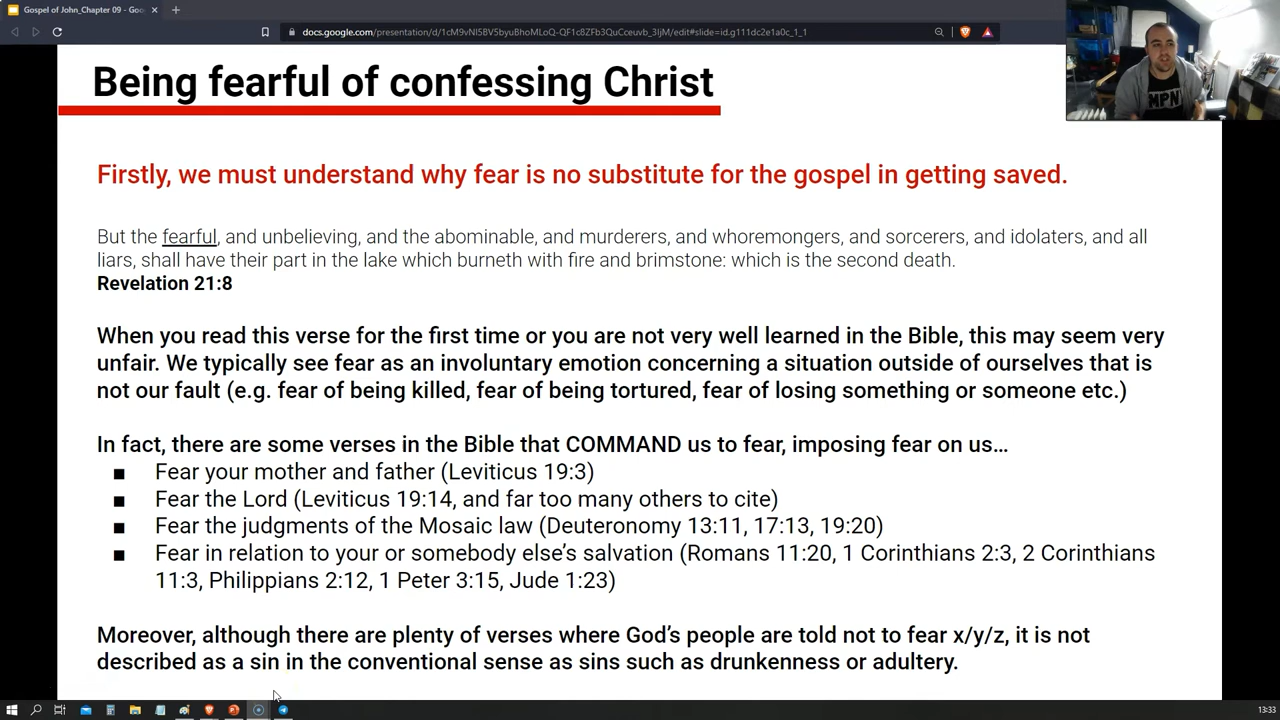 Gospel of John_Chapter 09 - Goo
docs.google.com/presentation/d/1cM9vNI5BV5byuBhoMLoQ-QF1c8ZFb3QuCceuvb_3IjM/edit#slide=id.g111dc2e1a0c_1_1
Being fearful of confessing Christ
MPN
Firstly, we must understand why fear is no substitute for the gospel in getting saved.
But the fearful, and unbelieving, and the abominable, and murderers, and whoremongers, and sorcerers, and idolaters, and all
liars, shall have their part in the lake which burneth with fire and brimstone: which is the second death.
Revelation 21:8
When you read this verse for the first time or you are not very well learned in the Bible, this may seem very
unfair. We typically see fear as an involuntary emotion concerning a situation outside of ourselves that is
not our fault (e.g. fear of being killed, fear of being tortured, fear of losing something or someone etc.)
In fact, there are some verses in the Bible that COMMAND us to fear, imposing fear on us…
■ Fear your mother and father (Leviticus 19:3)
■ Fear the Lord (Leviticus 19:14, and far too many others to cite)
■ Fear the judgments of the Mosaic law (Deuteronomy 13:11, 17:13, 19:20)
■ Fear in relation to your or somebody else’s salvation (Romans 11:20, 1 Corinthians 2:3, 2 Corinthians
11:3, Philippians 2:12, 1 Peter 3:15, Jude 1:23)
Moreover, although there are plenty of verses where God’s people are told not to fear x/y/z, it is not
described as a sin in the conventional sense as sins such as drunkenness or adultery.
13:33